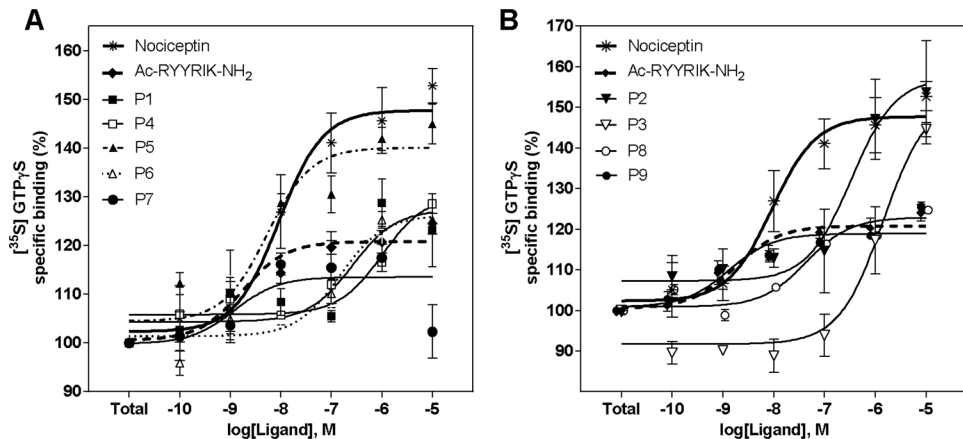 A
[³⁵S] GTPγS
specific binding (%)
160
150
140
130
120
110
100
90
Nociceptin
Ac-RYYRIK-NH₂
P1
P4
P5
P6
P7
Total -10 -9 -8 -7 -6 -5
log[Ligand], M
B
[³⁵S] GTPγS
specific binding (%)
170
160
150
140
130
120
110
100
90
Nociceptin
Ac-RYYRIK-NH₂
P2
P3
P8
P9
Total -10 -9 -8 -7 -6 -5
log[Ligand], M